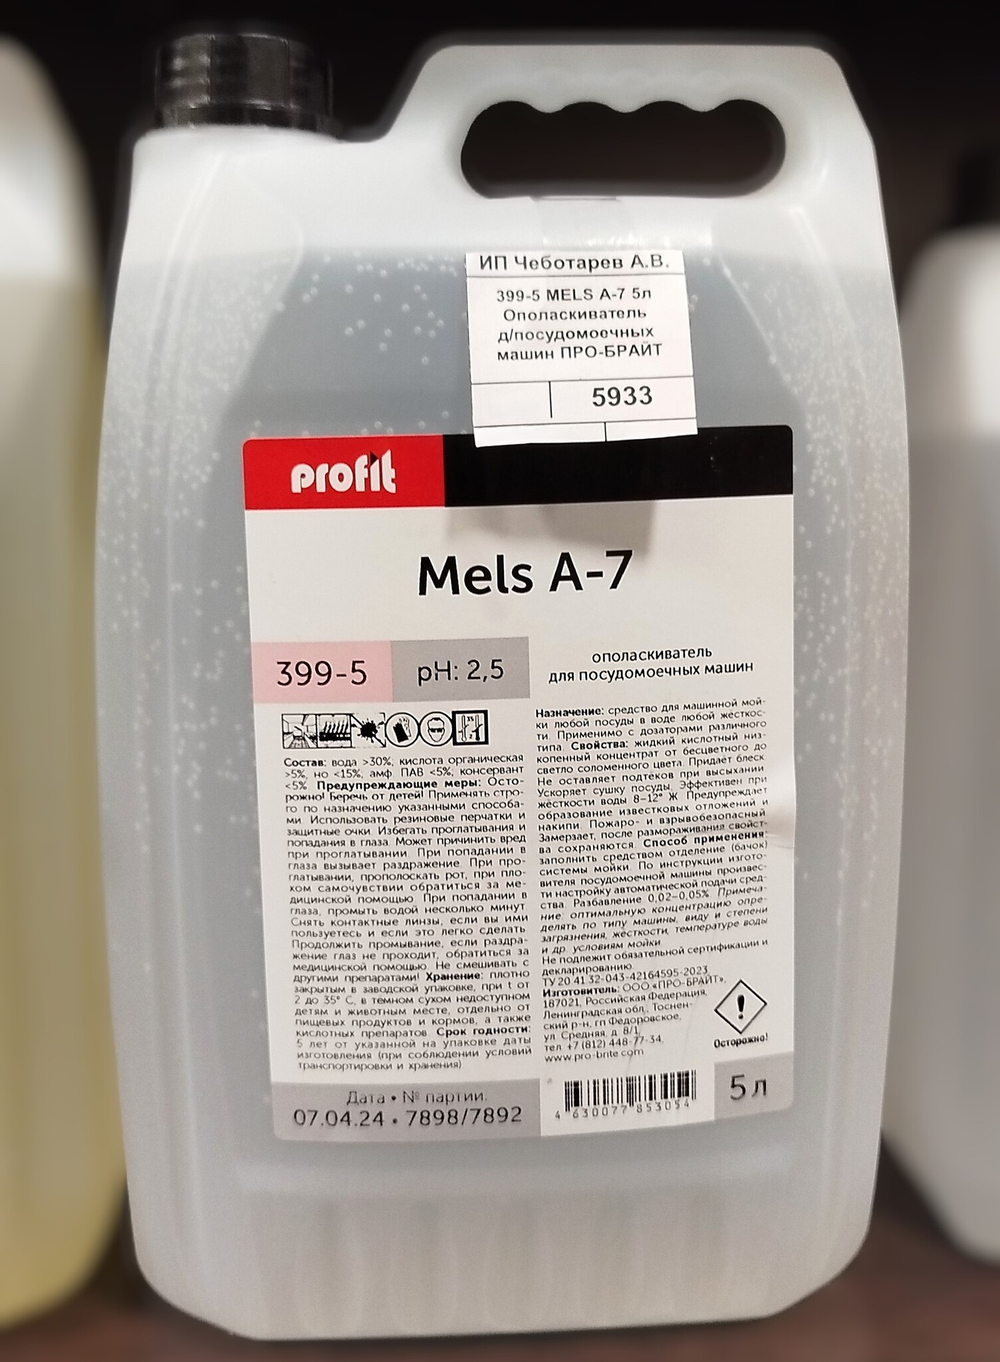 ИП Чеботарев А.В.
399-5 MELS A-7 5л
Ополаскиватель
д/посудомоечных
машин ПРО-БРАЙТ
5933
profit
Mels A-7
399-5
pH: 2,5
ополаскиватель
для посудомоечных машин
Состав: вода >30%, кислота органическая
>5%, но <15%, амф. ПАВ <5%, консервант
<5% Предупреждающие меры: Осто-
рожно! Беречь от детей! Применять стро-
го по назначению указанными способа-
ми. Использовать резиновые перчатки и
защитные очки. Избегать проглатывания и
попадания в глаза. Может причинить вред
при проглатывании. При попадании в
глаза вызывает раздражение. При про-
глатывании, прополоскать рот, при пло-
хом самочувствии обратиться за ме-
дицинской помощью. При попадании в
глаза, промыть водой несколько минут.
Снять контактные линзы, если вы ими
пользуетесь и если это легко сделать.
Продолжить промывание, если раздра-
жение глаз не проходит, обратиться за
медицинской помощью. Не смешивать с
другими препаратами! Хранение: плотно
закрытым в заводской упаковке, при t от
2 до 35° С, в темном сухом недоступном
детям и животным месте, отдельно от
пищевых продуктов и кормов, а также
кислотных препаратов. Срок годности:
5 лет от указанной на упаковке даты
изготовления (при соблюдении условий
транспортировки и хранения)
Назначение: средство для машинной мой-
ки любой посуды в воде любой жесткос-
ти. Применимо с дозаторами различного
типа. Свойства: жидкий кислотный низ-
копенный концентрат от бесцветного до
светло соломенного цвета. Придает блеск.
Не оставляет подтеков при высыхании.
Ускоряет сушку посуды. Эффективен при
жёсткости воды 8–12° Ж. Предупреждает
образование известковых отложений и
накипи. Пожаро- и взрывобезопасный.
Замерзает, после размораживания свойст-
ва сохраняются. Способ применения:
заполнить средством отделение (бачок)
системы мойки. По инструкции изгото-
вителя посудомоечной машины произвес-
ти настройку автоматической подачи сред-
ства. Разбавление 0,02–0,05%. Примеча-
ние: оптимальную концентрацию опре-
делять по типу машины, виду и степени
загрязнения, жесткости, температуре воды
и др. условиям мойки.
Не подлежит обязательной сертификации и
декларированию.
ТУ 20.41.32-043-42164595-2023
Изготовитель: ООО «ПРО-БРАЙТ»,
187021, Российская Федерация,
Ленинградская обл., Тоснен-
ский р-н, гп Фёдоровское,
ул. Средняя, д. 8/1,
тел. +7 (812) 448-77-34,
www.pro-brite.com
Осторожно!
Дата • № партии
07.04.24 • 7898/7892
4 630077 853054
5 л